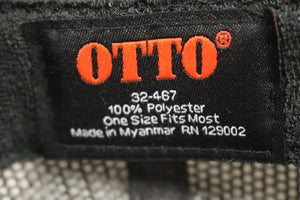 OTTO®
32-467
100% Polyester
One Size Fits Most
Made in Myanmar RN 129002